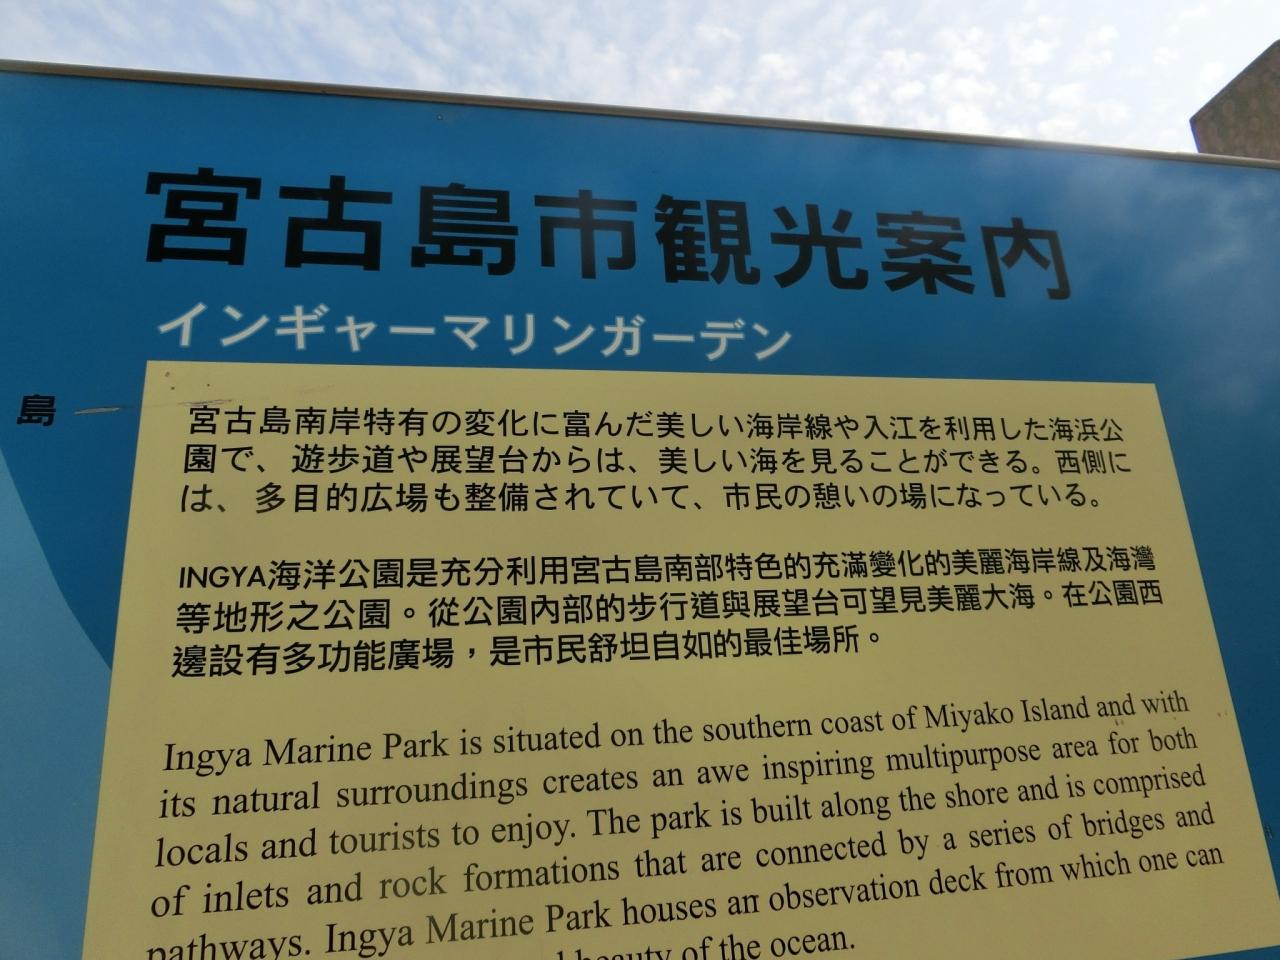 宮古島市観光案内
インギャーマリンガーデン
島
宮古島南岸特有の変化に富んだ美しい海岸線や入江を利用した海浜公
園で、遊歩道や展望台からは、美しい海を見ることができる。西側に
は、多目的広場も整備されていて、市民の憩いの場になっている。
INGYA海洋公園是充分利用宮古島南部特色的充滿變化的美麗海岸線及海灣
等地形之公園。從公園內部的步行道與展望台可望見美麗大海。在公園西
邊設有多功能廣場，是市民舒坦自如的最佳場所。
Ingya Marine Park is situated on the southern coast of Miyako Island and with
its natural surroundings creates an awe inspiring multipurpose area for both
locals and tourists to enjoy. The park is built along the shore and is comprised
of inlets and rock formations that are connected by a series of bridges and
pathways. Ingya Marine Park houses an observation deck from which one can
beauty of the ocean.